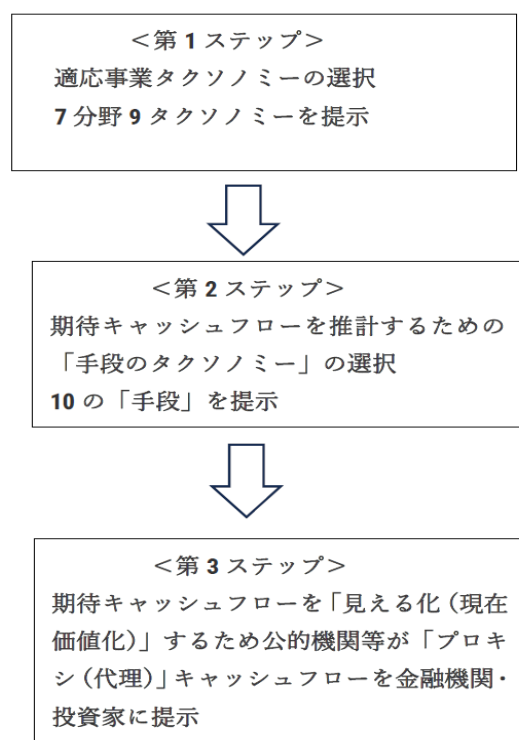 ＜第1ステップ＞
適応事業タクソノミーの選択
7分野9タクソノミーを提示
＜第2ステップ＞
期待キャッシュフローを推計するための
「手段のタクソノミー」の選択
10の「手段」を提示
＜第3ステップ＞
期待キャッシュフローを「見える化（現在
価値化）」するため公的機関等が「プロキ
シ（代理）」キャッシュフローを金融機関・
投資家に提示